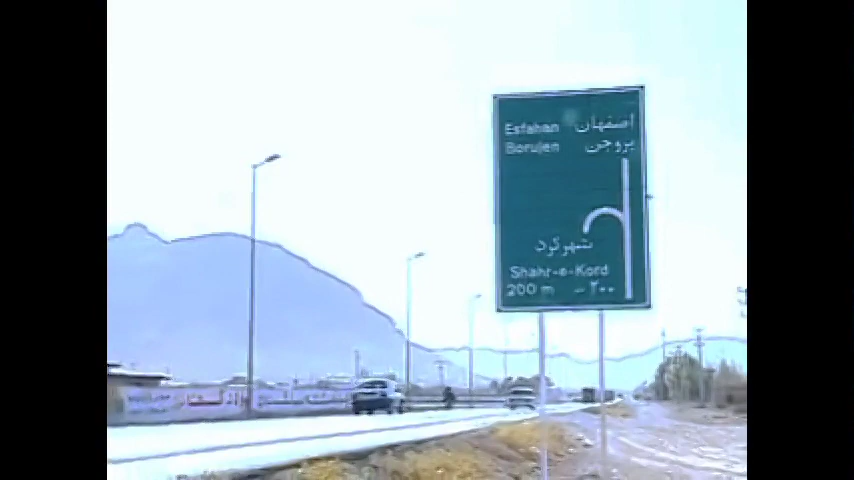 Esfahan اصفهان
Borujen بروجن
شهرکرد
Shahr-e-Kord
200 m ۲۰۰